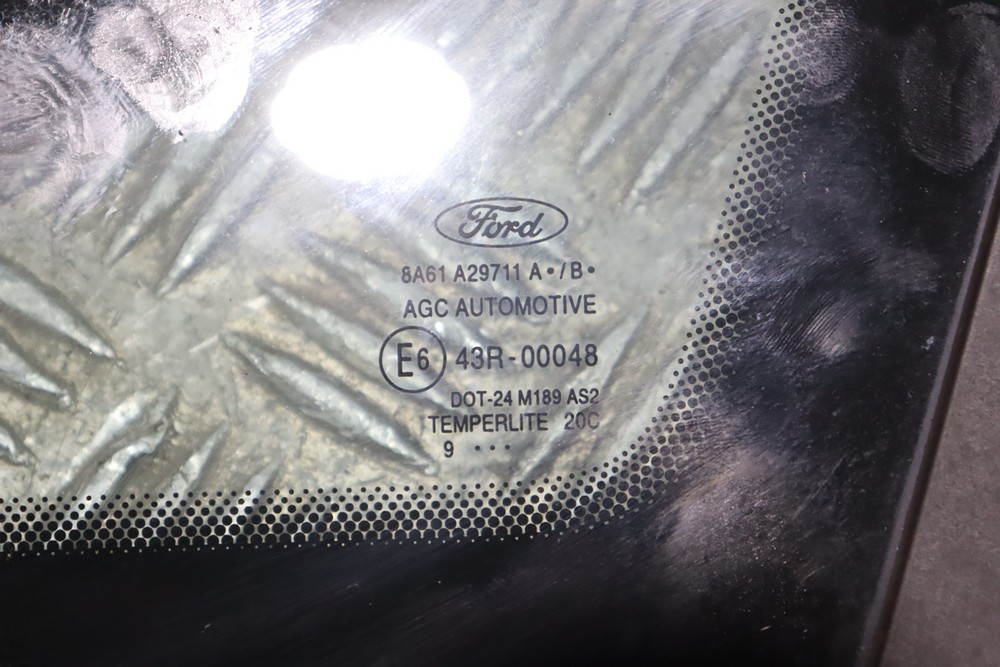 Ford
8A61 A29711 A•/B•
AGC AUTOMOTIVE
E6 43R-00048
DOT-24 M189 AS2
TEMPERLITE 20C
9 •••